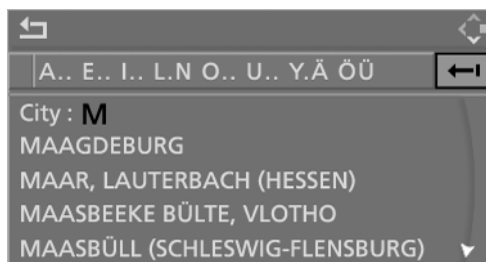 A.. E.. I.. L.N O.. U.. Y.Ä ÖÜ
City : M
MAAGDEBURG
MAAR, LAUTERBACH (HESSEN)
MAASBEEKE BÜLTE, VLOTHO
MAASBÜLL (SCHLESWIG-FLENSBURG)